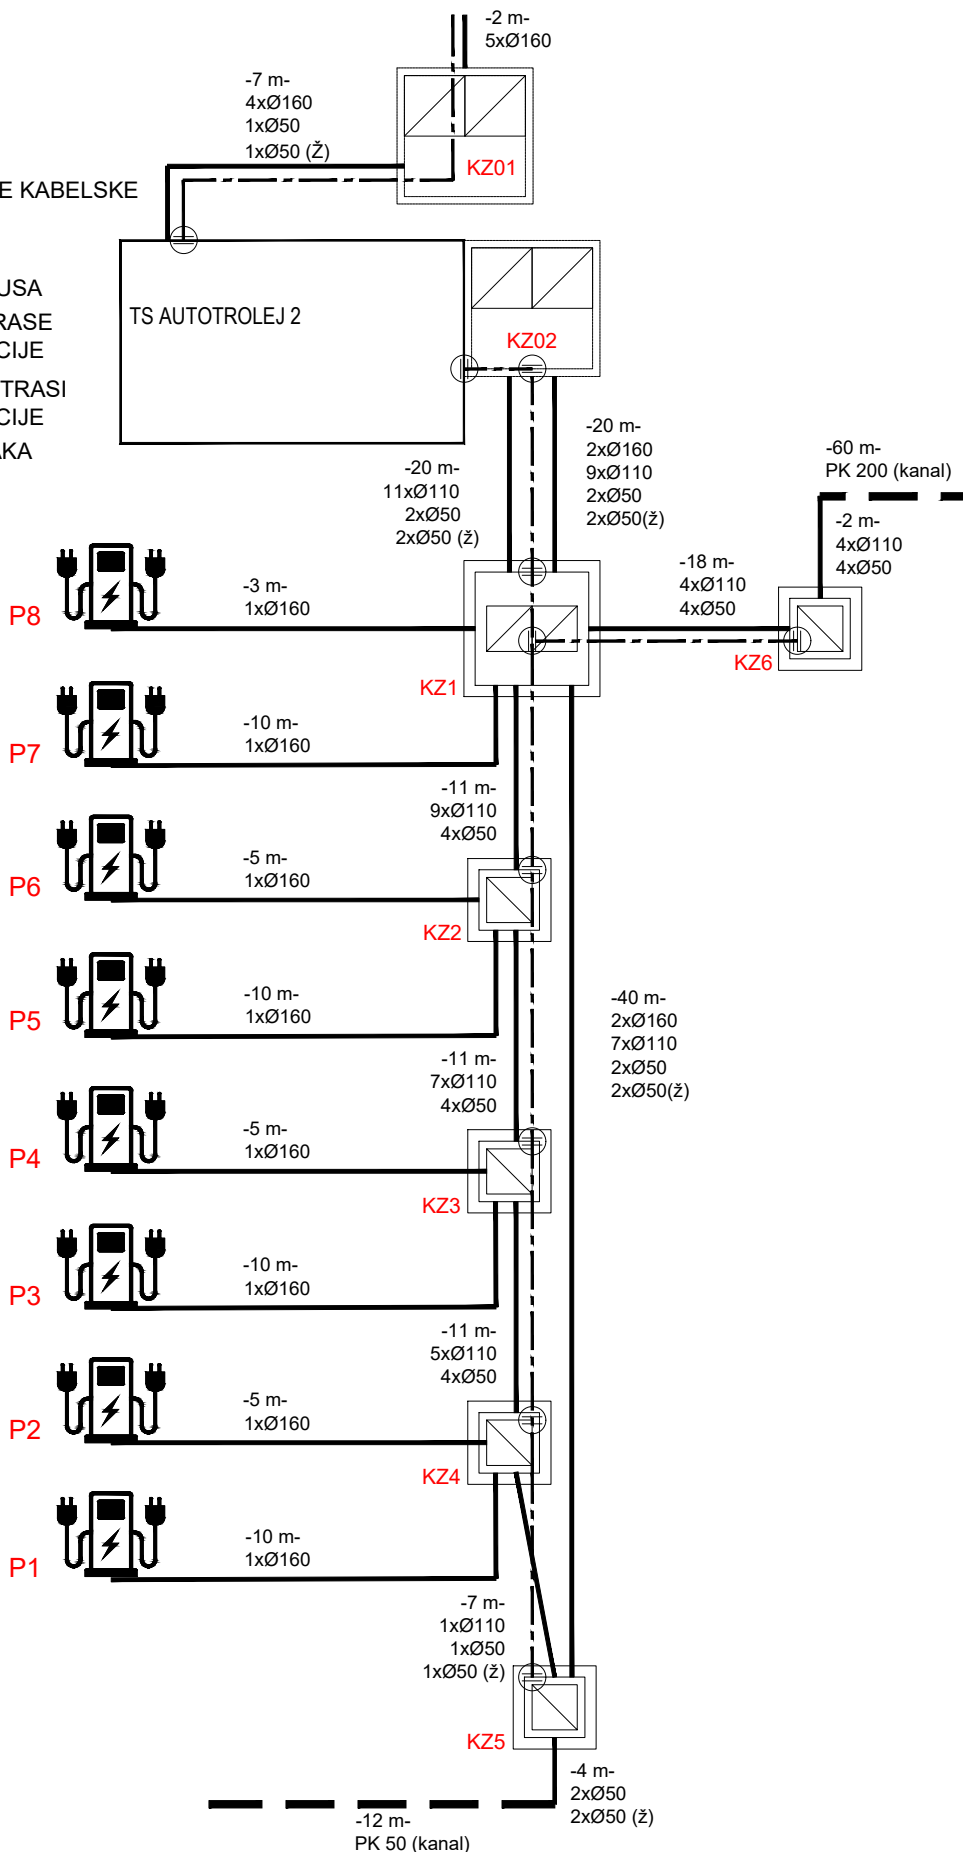 -2 m-
5xØ160
-7 m-
4xØ160
1xØ50
1xØ50 (Ž)
KZ01
E KABELSKE
USA
RASE
CIJE
TRASI
CIJE
AKA
TS AUTOTROLEJ 2
KZ02
-20 m-
11xØ110
2xØ50
2xØ50 (ž)
-20 m-
2xØ160
9xØ110
2xØ50
2xØ50(ž)
-60 m-
PK 200 (kanal)
-2 m-
4xØ110
4xØ50
-18 m-
4xØ110
4xØ50
KZ6
P8
-3 m-
1xØ160
KZ1
P7
-10 m-
1xØ160
-11 m-
9xØ110
4xØ50
P6
-5 m-
1xØ160
KZ2
P5
-10 m-
1xØ160
-40 m-
2xØ160
7xØ110
2xØ50
2xØ50(ž)
-11 m-
7xØ110
4xØ50
P4
-5 m-
1xØ160
KZ3
P3
-10 m-
1xØ160
-11 m-
5xØ110
4xØ50
P2
-5 m-
1xØ160
KZ4
P1
-10 m-
1xØ160
-7 m-
1xØ110
1xØ50
1xØ50 (ž)
KZ5
-4 m-
2xØ50
2xØ50 (ž)
-12 m-
PK 50 (kanal)